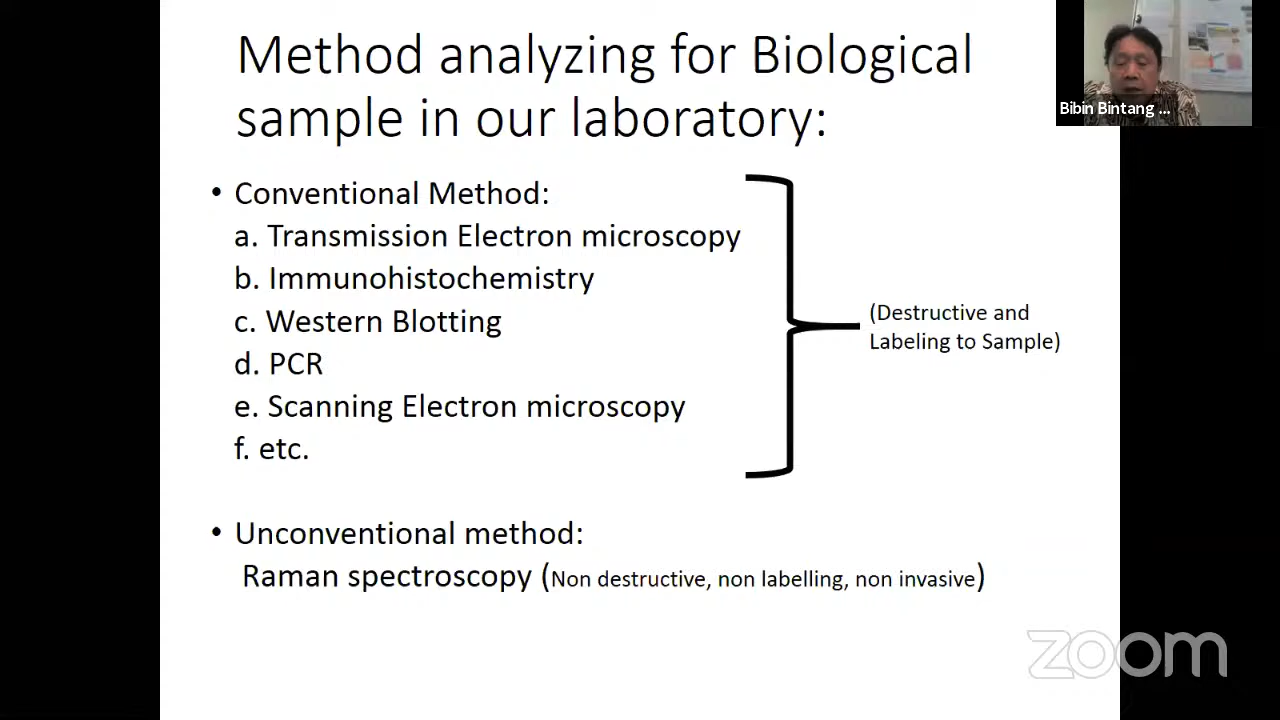 Method analyzing for Biological
sample in our laboratory:
Bibin Bintang ...
• Conventional Method:
a. Transmission Electron microscopy
b. Immunohistochemistry
c. Western Blotting
d. PCR
e. Scanning Electron microscopy
f. etc.
(Destructive and
Labeling to Sample)
• Unconventional method:
Raman spectroscopy (Non destructive, non labelling, non invasive)
zoom